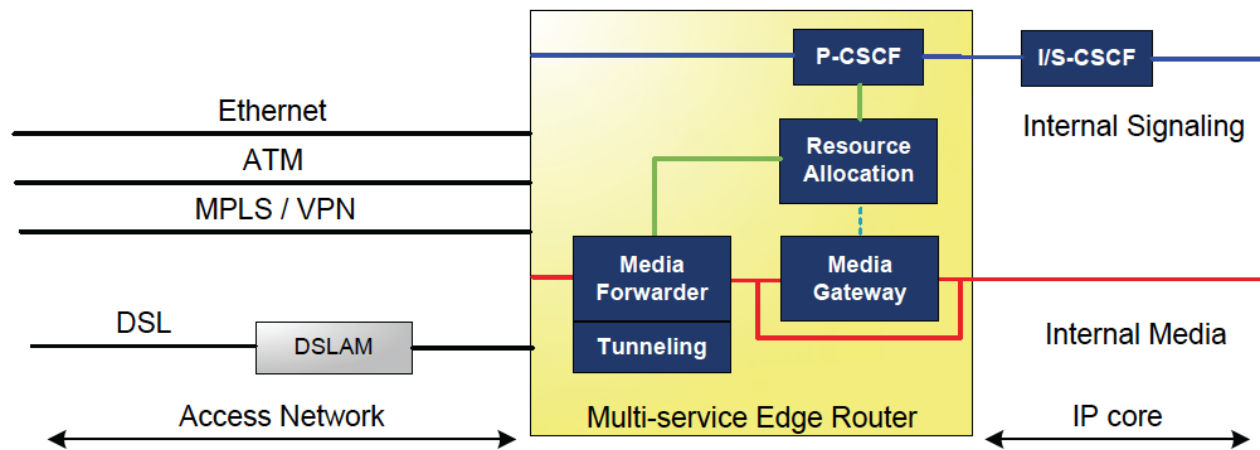 P-CSCF
I/S-CSCF
Ethernet
Internal Signaling
ATM
Resource
Allocation
MPLS / VPN
Media
Forwarder
Media
Gateway
DSL
DSLAM
Tunneling
Internal Media
Access Network
Multi-service Edge Router
IP core